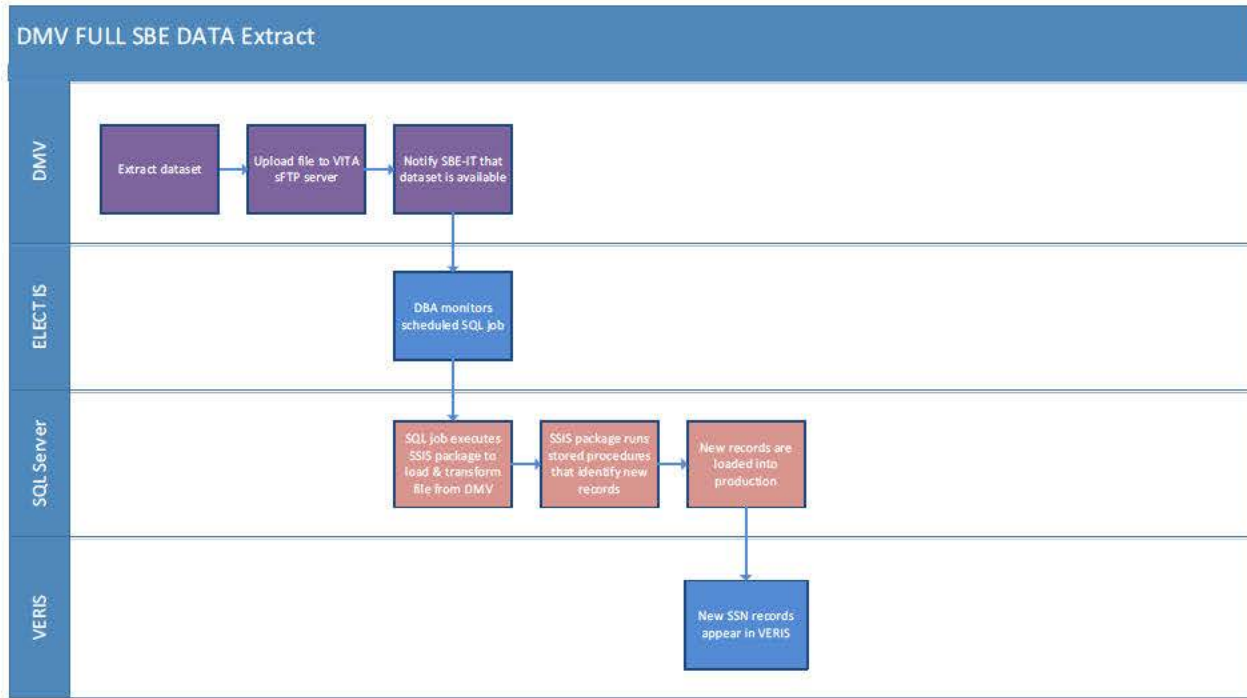 DMV FULL SBE DATA Extract
DMV
Extract dataset
Upload file to VITA
sFTP server
Notify SBE-IT that
dataset is available
ELECT IS
DBA monitors
scheduled SQL job
SQL Server
SQL job executes
SSIS package to
load & transform
file from DMV
SSIS package runs
stored procedures
that identify new
records
New records are
loaded into
production
VERIS
New SSN records
appear in VERIS